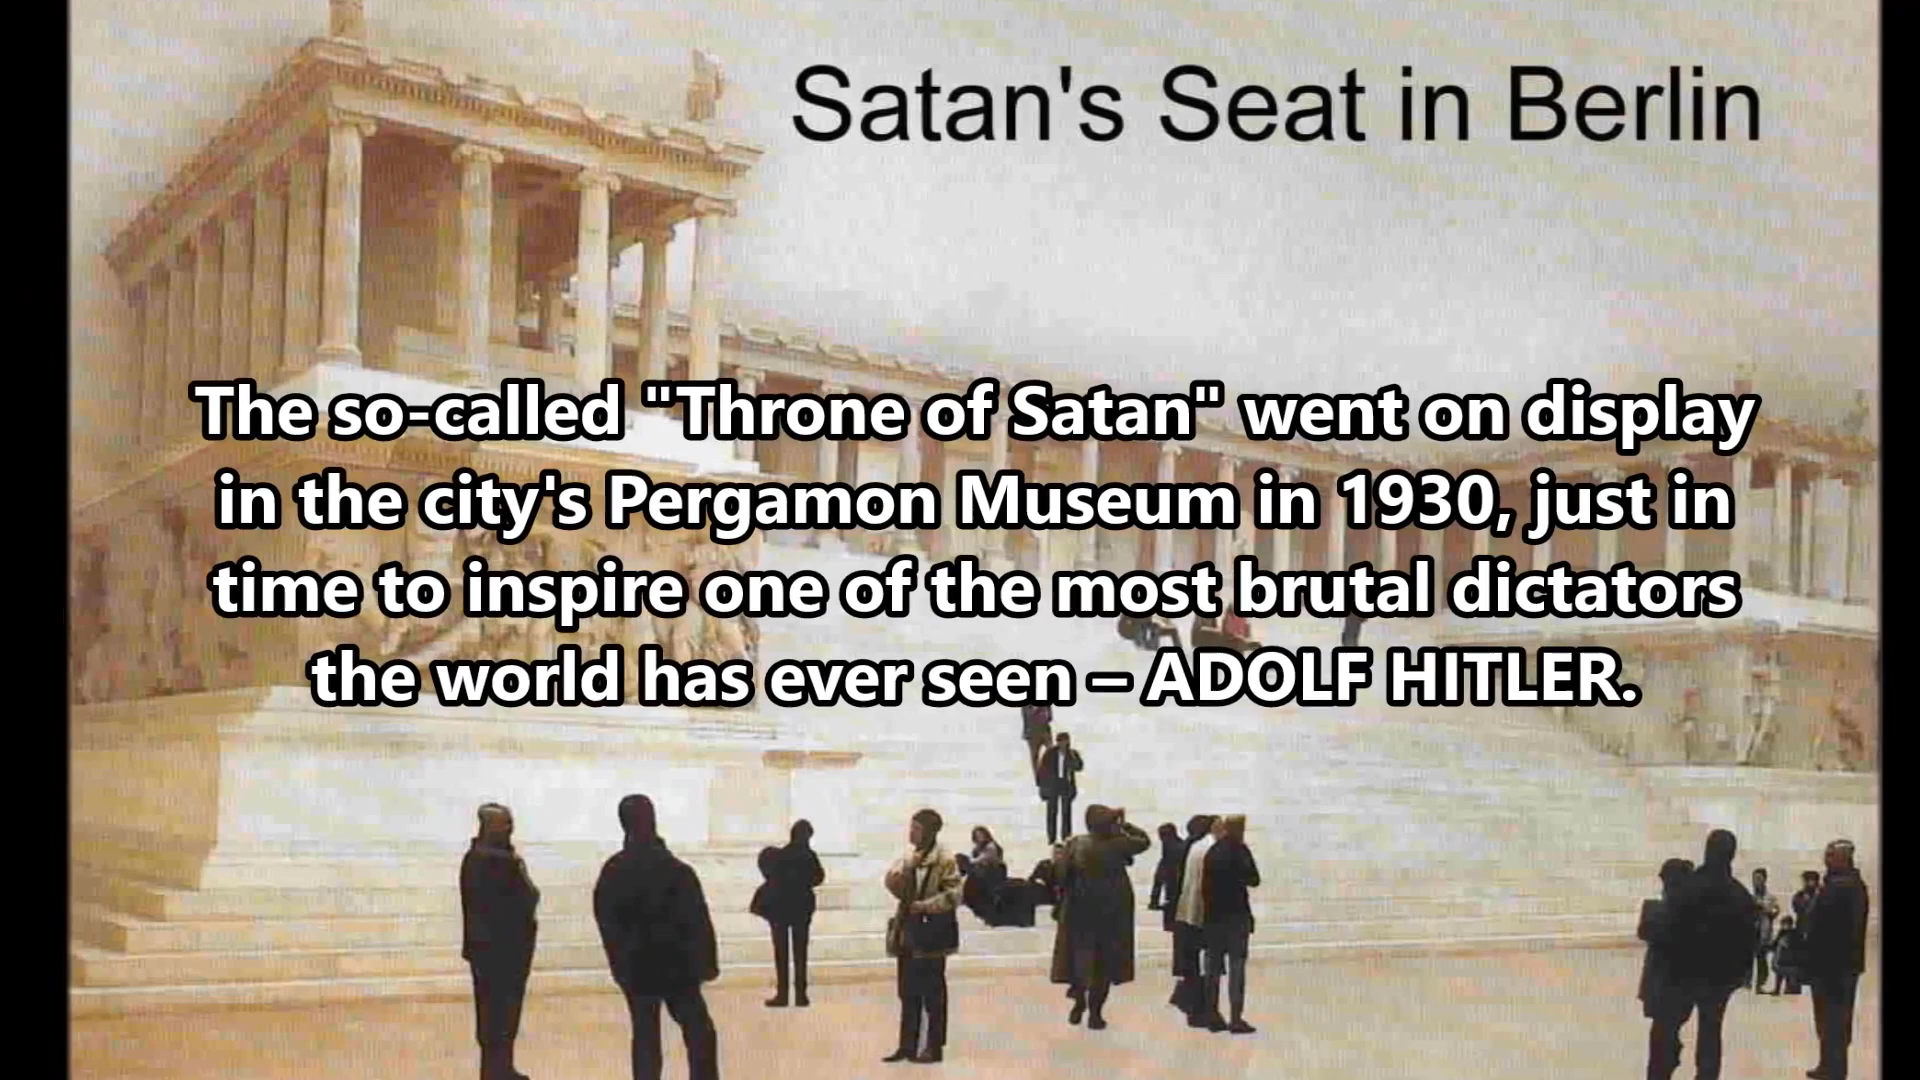 Satan's Seat in Berlin
The so-called "Throne of Satan" went on display
in the city's Pergamon Museum in 1930, just in
time to inspire one of the most brutal dictators
the world has ever seen – ADOLF HITLER.